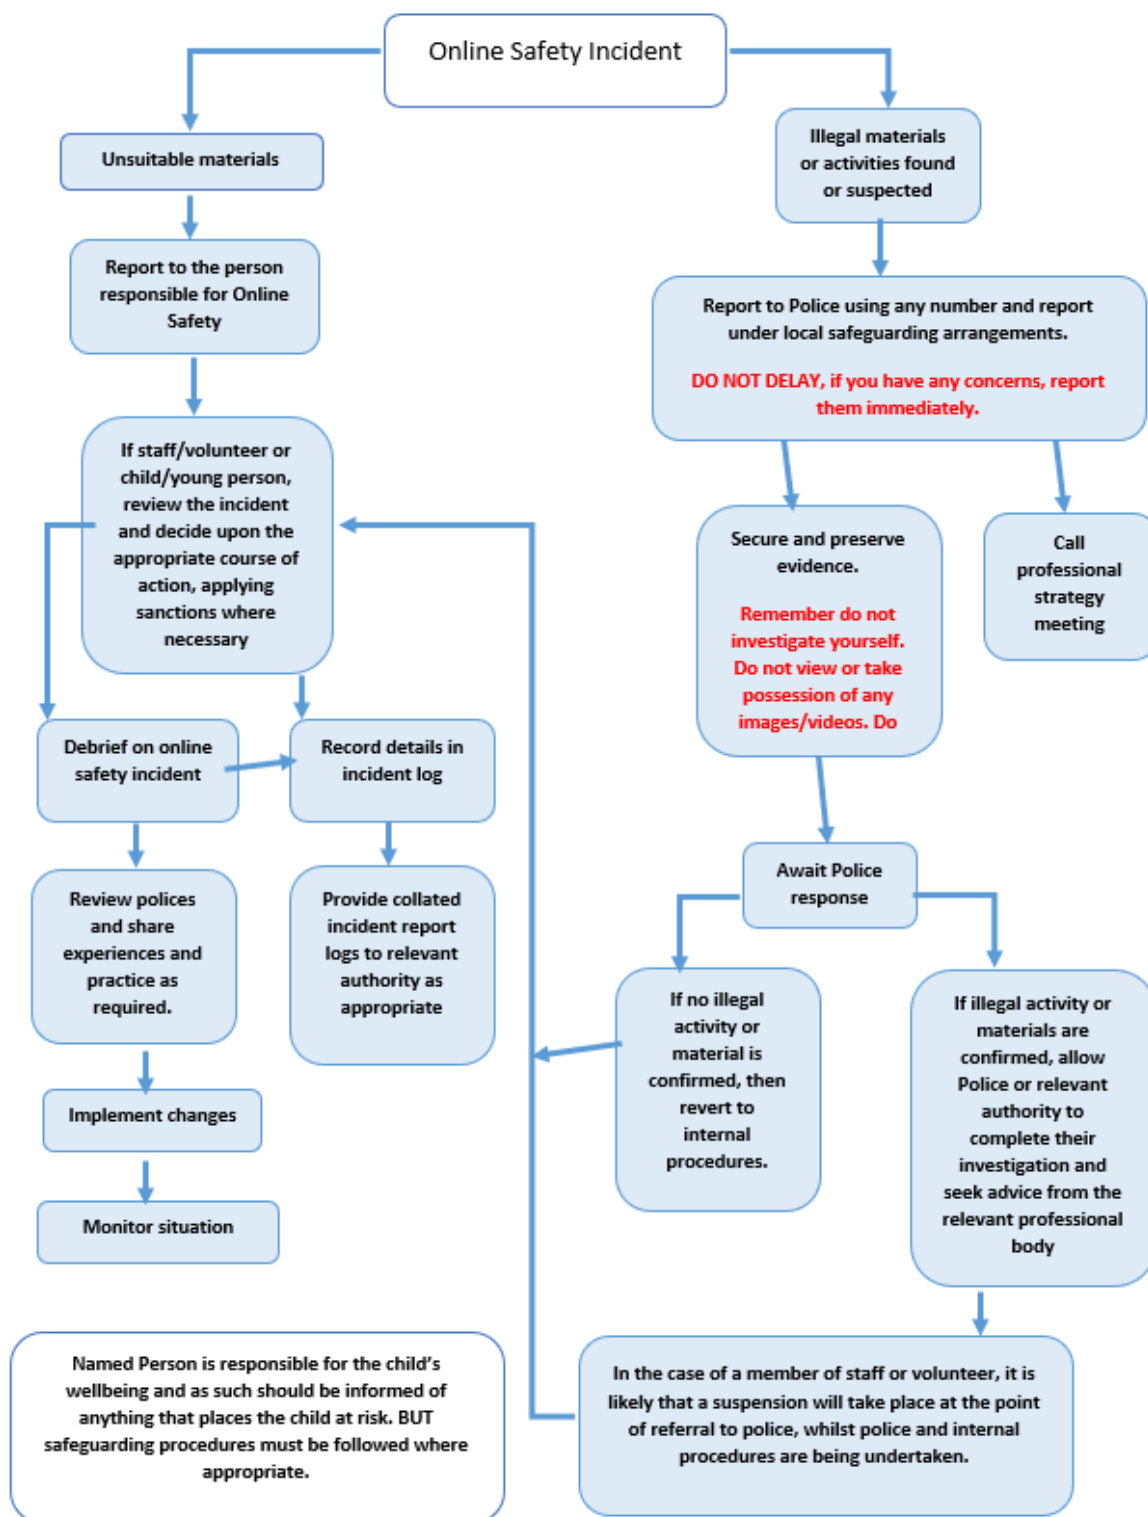 Online Safety Incident
Unsuitable materials
Illegal materials
or activities found
or suspected
Report to the person
responsible for Online
Safety
Report to Police using any number and report
under local safeguarding arrangements.
DO NOT DELAY, if you have any concerns, report
them immediately.
If staff/volunteer or
child/young person,
review the incident
and decide upon the
appropriate course of
action, applying
sanctions where
necessary
Secure and preserve
evidence.
Remember do not
investigate yourself.
Do not view or take
possession of any
images/videos. Do
Call
professional
strategy
meeting
Debrief on online
safety incident
Record details in
incident log
Review polices
and share
experiences and
practice as
required.
Provide collated
incident report
logs to relevant
authority as
appropriate
Await Police
response
If no illegal
activity or
material is
confirmed, then
revert to
internal
procedures.
If illegal activity or
materials are
confirmed, allow
Police or relevant
authority to
complete their
investigation and
seek advice from the
relevant professional
body
Implement changes
Monitor situation
Named Person is responsible for the child's
wellbeing and as such should be informed of
anything that places the child at risk. BUT
safeguarding procedures must be followed where
appropriate.
In the case of a member of staff or volunteer, it is
likely that a suspension will take place at the point
of referral to police, whilst police and internal
procedures are being undertaken.